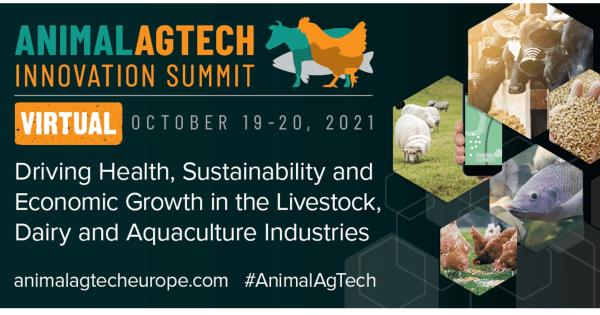 ANIMALAGTECH
INNOVATION SUMMIT
VIRTUAL OCTOBER 19-20, 2021
Driving Health, Sustainability and
Economic Growth in the Livestock,
Dairy and Aquaculture Industries
animalagtecheurope.com #AnimalAgTech